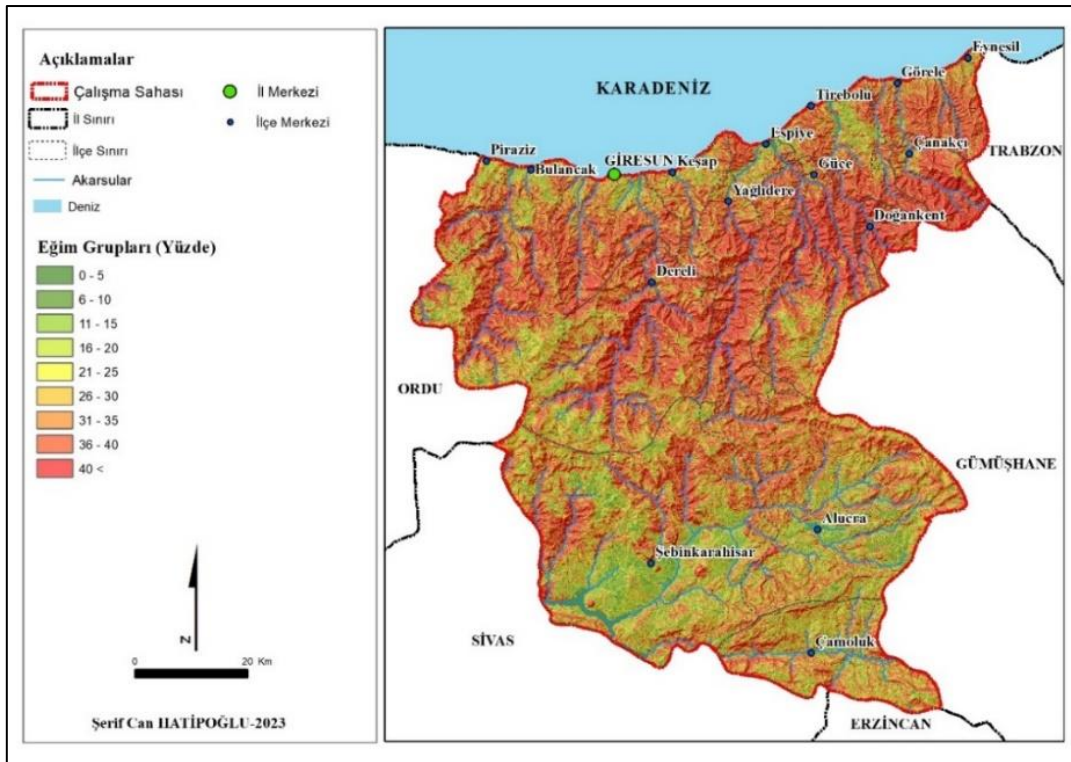 Açıklamalar
Çalışma Sahası
İl Merkezi
İl Sınırı
İlçe Merkezi
İlçe Sınırı
Akarsular
Deniz
Eğim Grupları (Yüzde)
0 - 5
6 - 10
11 - 15
16 - 20
21 - 25
26 - 30
31 - 35
36 - 40
40 <
N
0 20 Km
Şerif Can HATİPOĞLU-2023
KARADENİZ
Eynesil
Görele
Tirebolu
Espiye
Çanakçı
TRABZON
Piraziz
Bulancak
GİRESUN
Keşap
Güce
Yağlıdere
Doğankent
Dereli
ORDU
GÜMÜŞHANE
Alucra
Şebinkarahisar
SİVAS
Çamoluk
ERZİNCAN